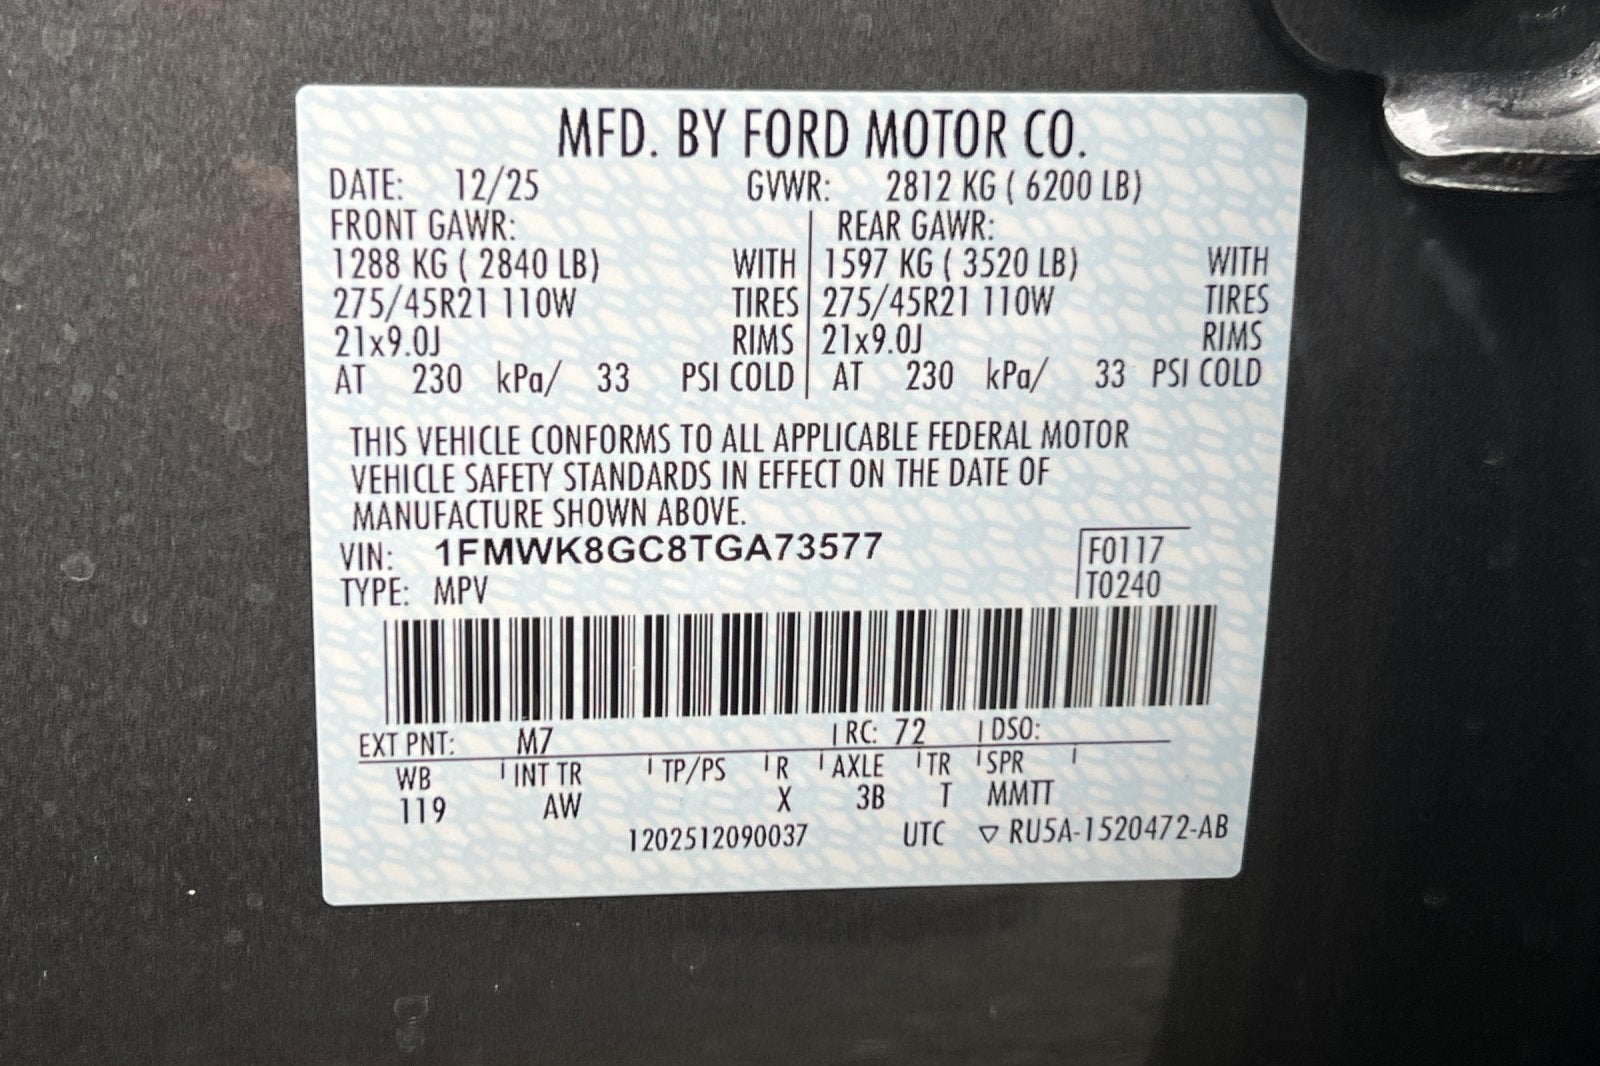 MFD. BY FORD MOTOR CO.
DATE: 12/25 GVWR: 2812 KG ( 6200 LB)
FRONT GAWR: REAR GAWR:
1288 KG ( 2840 LB) WITH 1597 KG ( 3520 LB) WITH
275/45R21 110W TIRES 275/45R21 110W TIRES
21x9.0J RIMS 21x9.0J RIMS
AT 230 kPa/ 33 PSI COLD AT 230 kPa/ 33 PSI COLD
THIS VEHICLE CONFORMS TO ALL APPLICABLE FEDERAL MOTOR
VEHICLE SAFETY STANDARDS IN EFFECT ON THE DATE OF
MANUFACTURE SHOWN ABOVE.
VIN: 1FMWK8GC8TGA73577 F0117
TYPE: MPV T0240
EXT PNT: M7 RC: 72 DSO:
WB INT TR TP/PS R AXLE TR SPR
119 AW X 3B T MMTT
1202512090037 UTC ▽ RU5A-1520472-AB